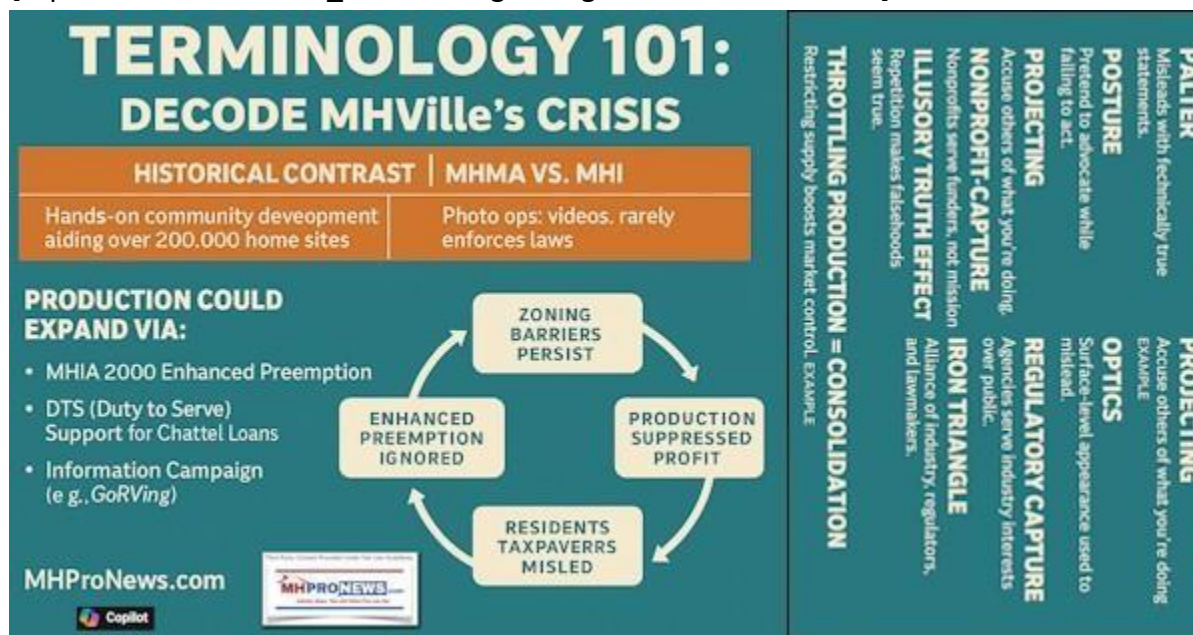 TERMINOLOGY 101:
DECODE MHVille's CRISIS
HISTORICAL CONTRAST | MHMA VS. MHI
Hands-on community deveopment
aiding over 200.000 home sites
Photo ops: videos. rarely
enforces laws
PRODUCTION COULD
EXPAND VIA:
• MHIA 2000 Enhanced Preemption
• DTS (Duty to Serve)
Support for Chattel Loans
• Information Campaign
(e g., GoRVing)
ZONING
BARRIERS
PERSIST
PRODUCTION
SUPPRESSED
PROFIT
RESIDENTS
TAXPAVERRS
MISLED
ENHANCED
PREEMPTION
IGNORED
MHProNews.com
Copilot
MHPRONEWS.com
PALTER
Misleads with technically true
statements.
POSTURE
Pretend to advocate while
failing to act.
PROJECTING
Accuse others of what you're doing.
NONPROFIT-CAPTURE
Nonprofits serve funders, not mission
ILLUSORY TRUTH EFFECT
Repetition makes falsehoods
seem true.
THROTTLING PRODUCTION = CONSOLIDATION
Restricting supply boosts market control. EXAMPLE
PROJECTING
Accuse others of what you're doing
EXAMPLE
OPTICS
Surface-level appearance used to
mislead.
REGULATORY CAPTURE
Agencies serve industry interests
over public.
IRON TRIANGLE
Alliance of industry, regulators,
and lawmakers.